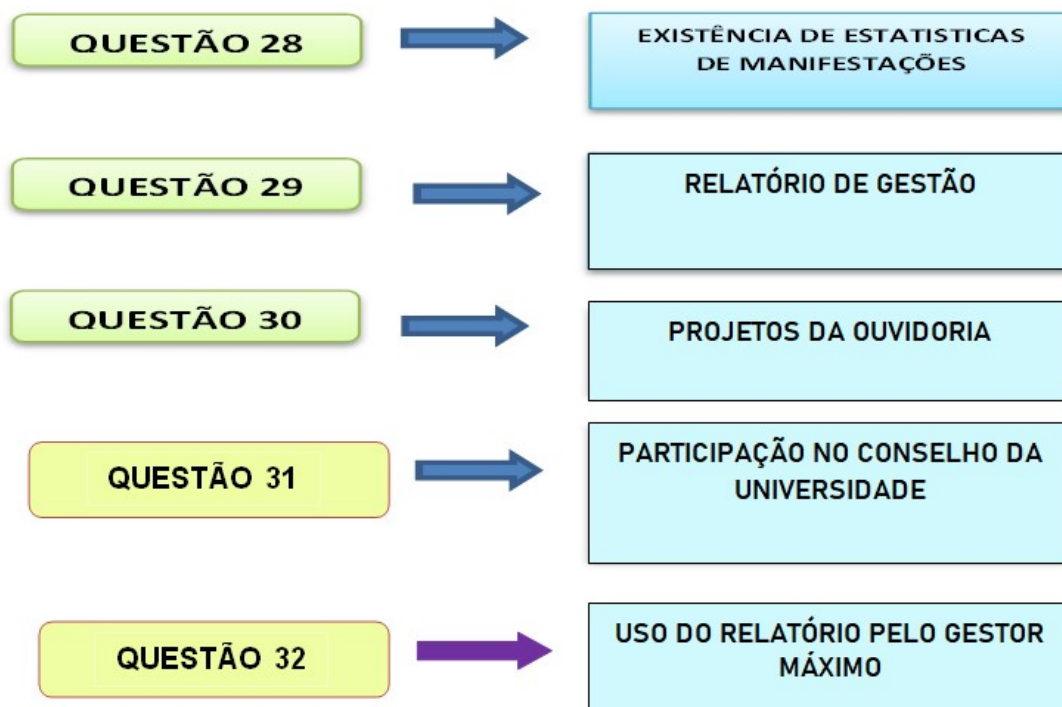 QUESTÃO 28
EXISTÊNCIA DE ESTATISTICAS
DE MANIFESTAÇÕES
QUESTÃO 29
RELATÓRIO DE GESTÃO
QUESTÃO 30
PROJETOS DA OUVIDORIA
QUESTÃO 31
PARTICIPAÇÃO NO CONSELHO DA
UNIVERSIDADE
QUESTÃO 32
USO DO RELATÓRIO PELO GESTOR
MÁXIMO